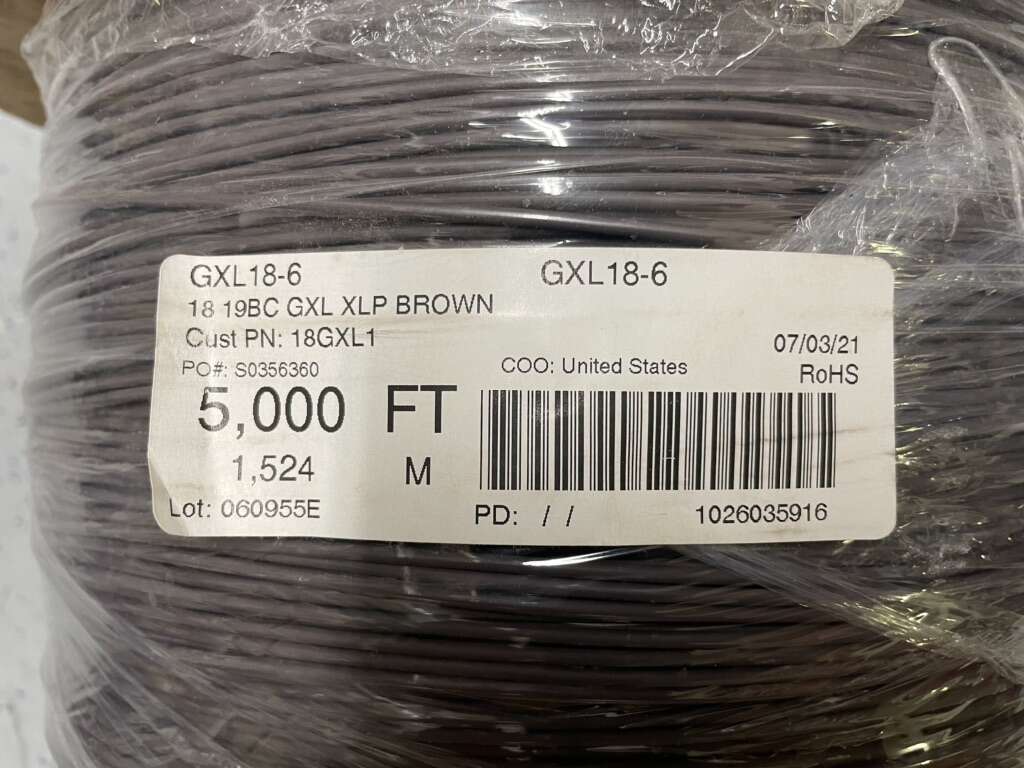 GXL18-6 GXL18-6
18 19BC GXL XLP BROWN
Cust PN: 18GXL1
07/03/21
PO#: S0356360 COO: United States RoHS
5,000 FT
1,524 M
Lot: 060955E PD: / / 1026035916